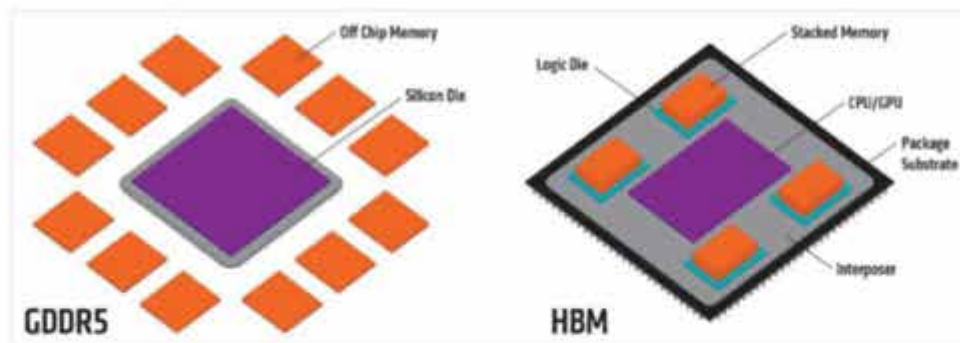 Off Chip Memory
Silicon Die
GDDR5
Stacked Memory
Logic Die
CPU/GPU
Package
Substrate
Interposer
HBM